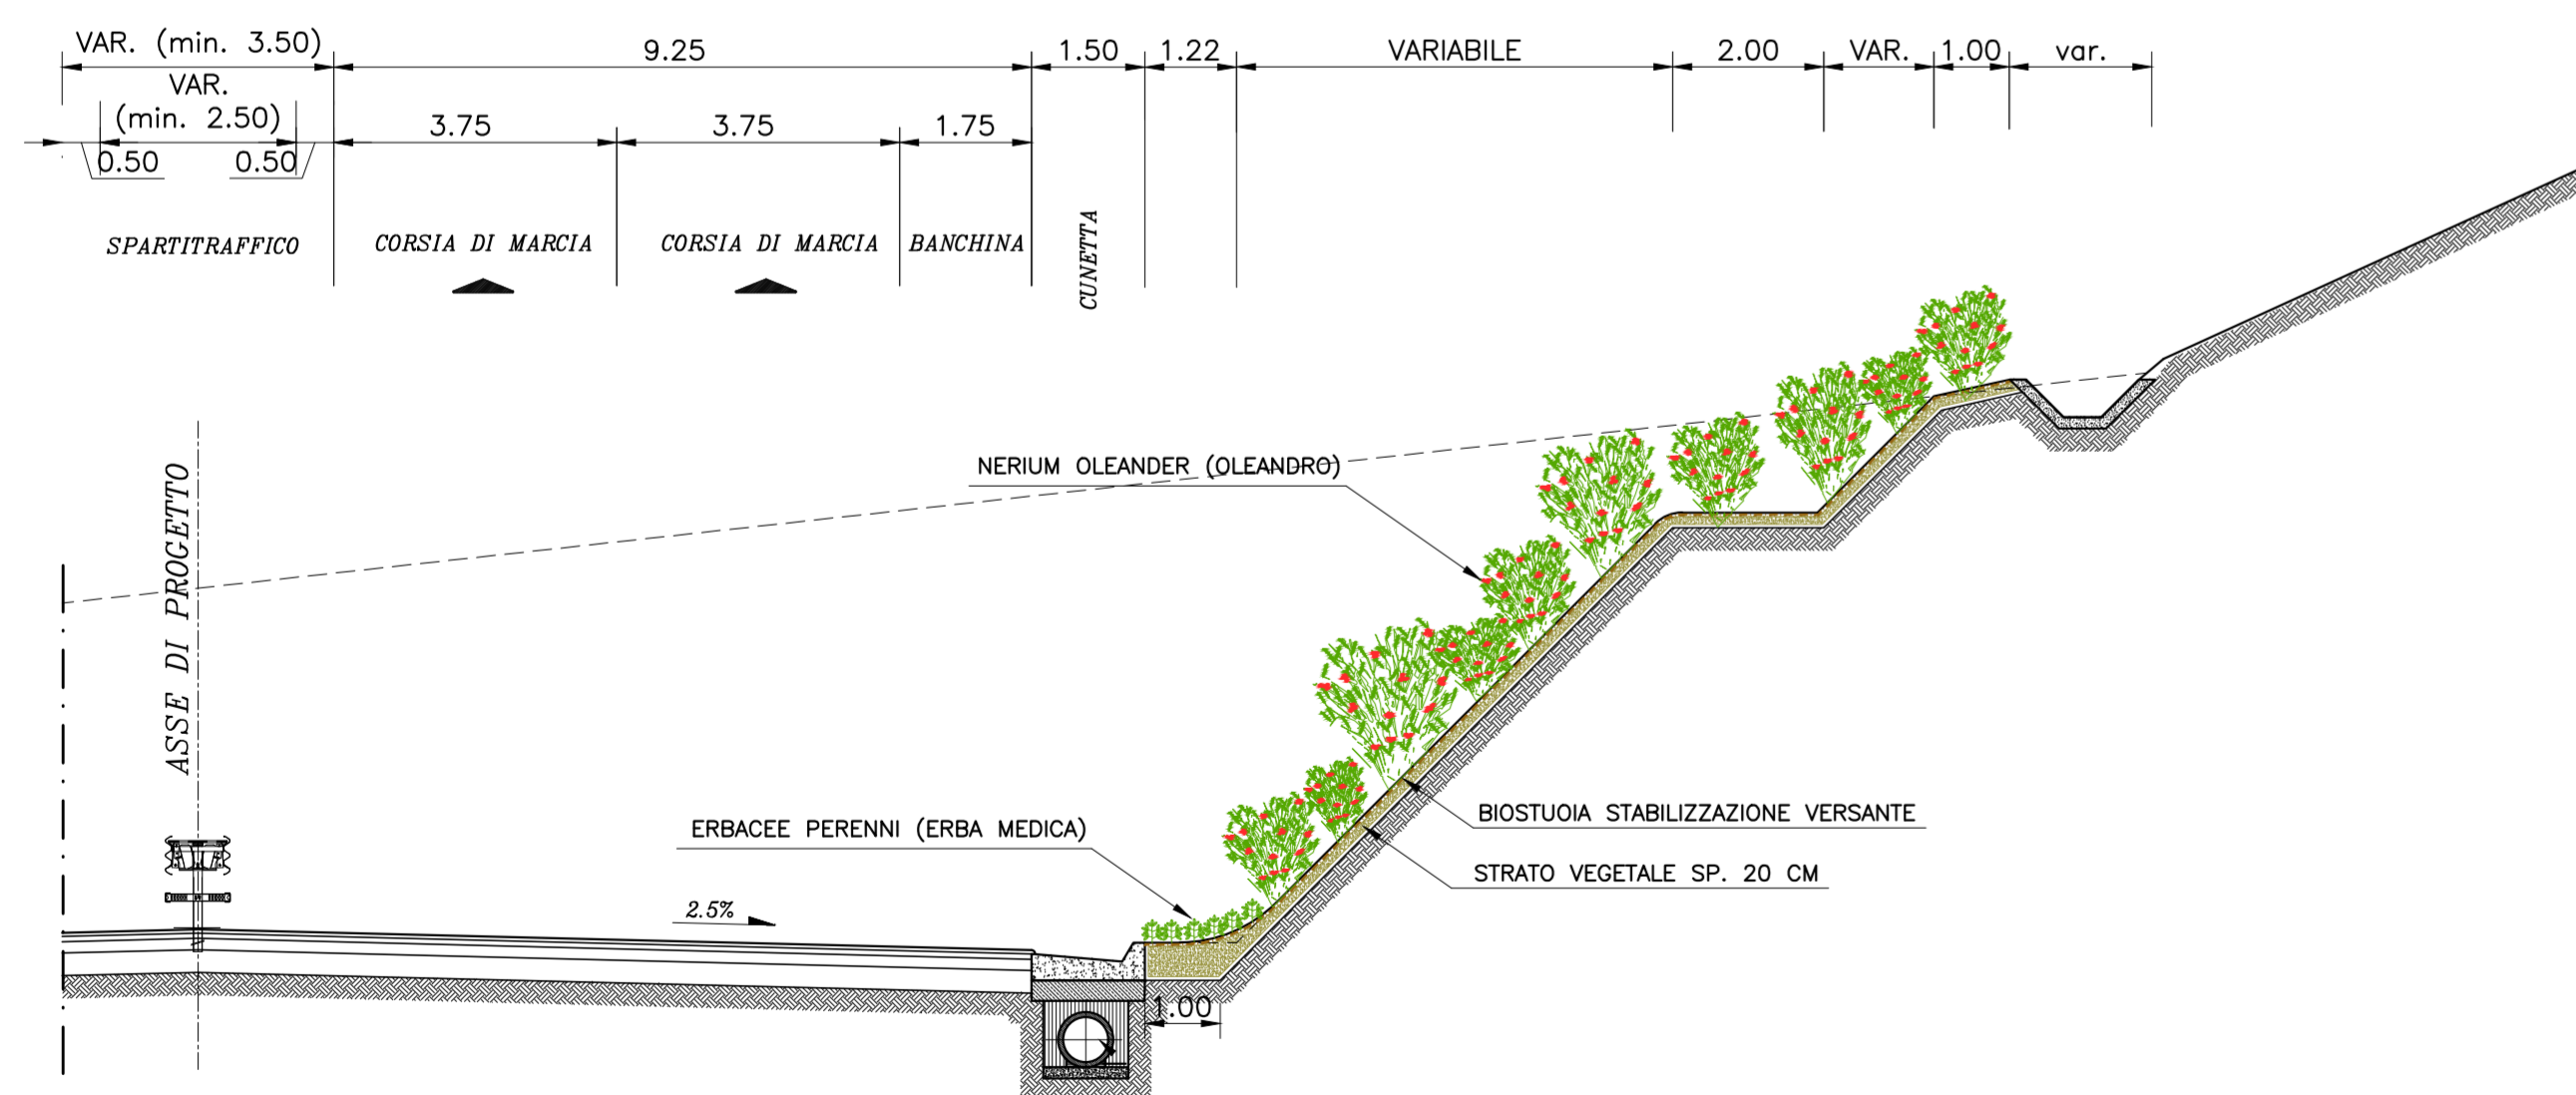 VAR. (min. 3.50)
9.25
1.50
1.22
VARIABILE
2.00
VAR.
1.00
var.
VAR.
(min. 2.50)
3.75
3.75
1.75
0.50
0.50
SPARTITRAFFICO
CORSIA DI MARCIA
CORSIA DI MARCIA
BANCHINA
CUNETTA
ASSE DI PROGETTO
NERIUM OLEANDER (OLEANDRO)
BIOSTUOIA STABILIZZAZIONE VERSANTE
ERBACEE PERENNI (ERBA MEDICA)
STRATO VEGETALE SP. 20 CM
2.5%
1.00